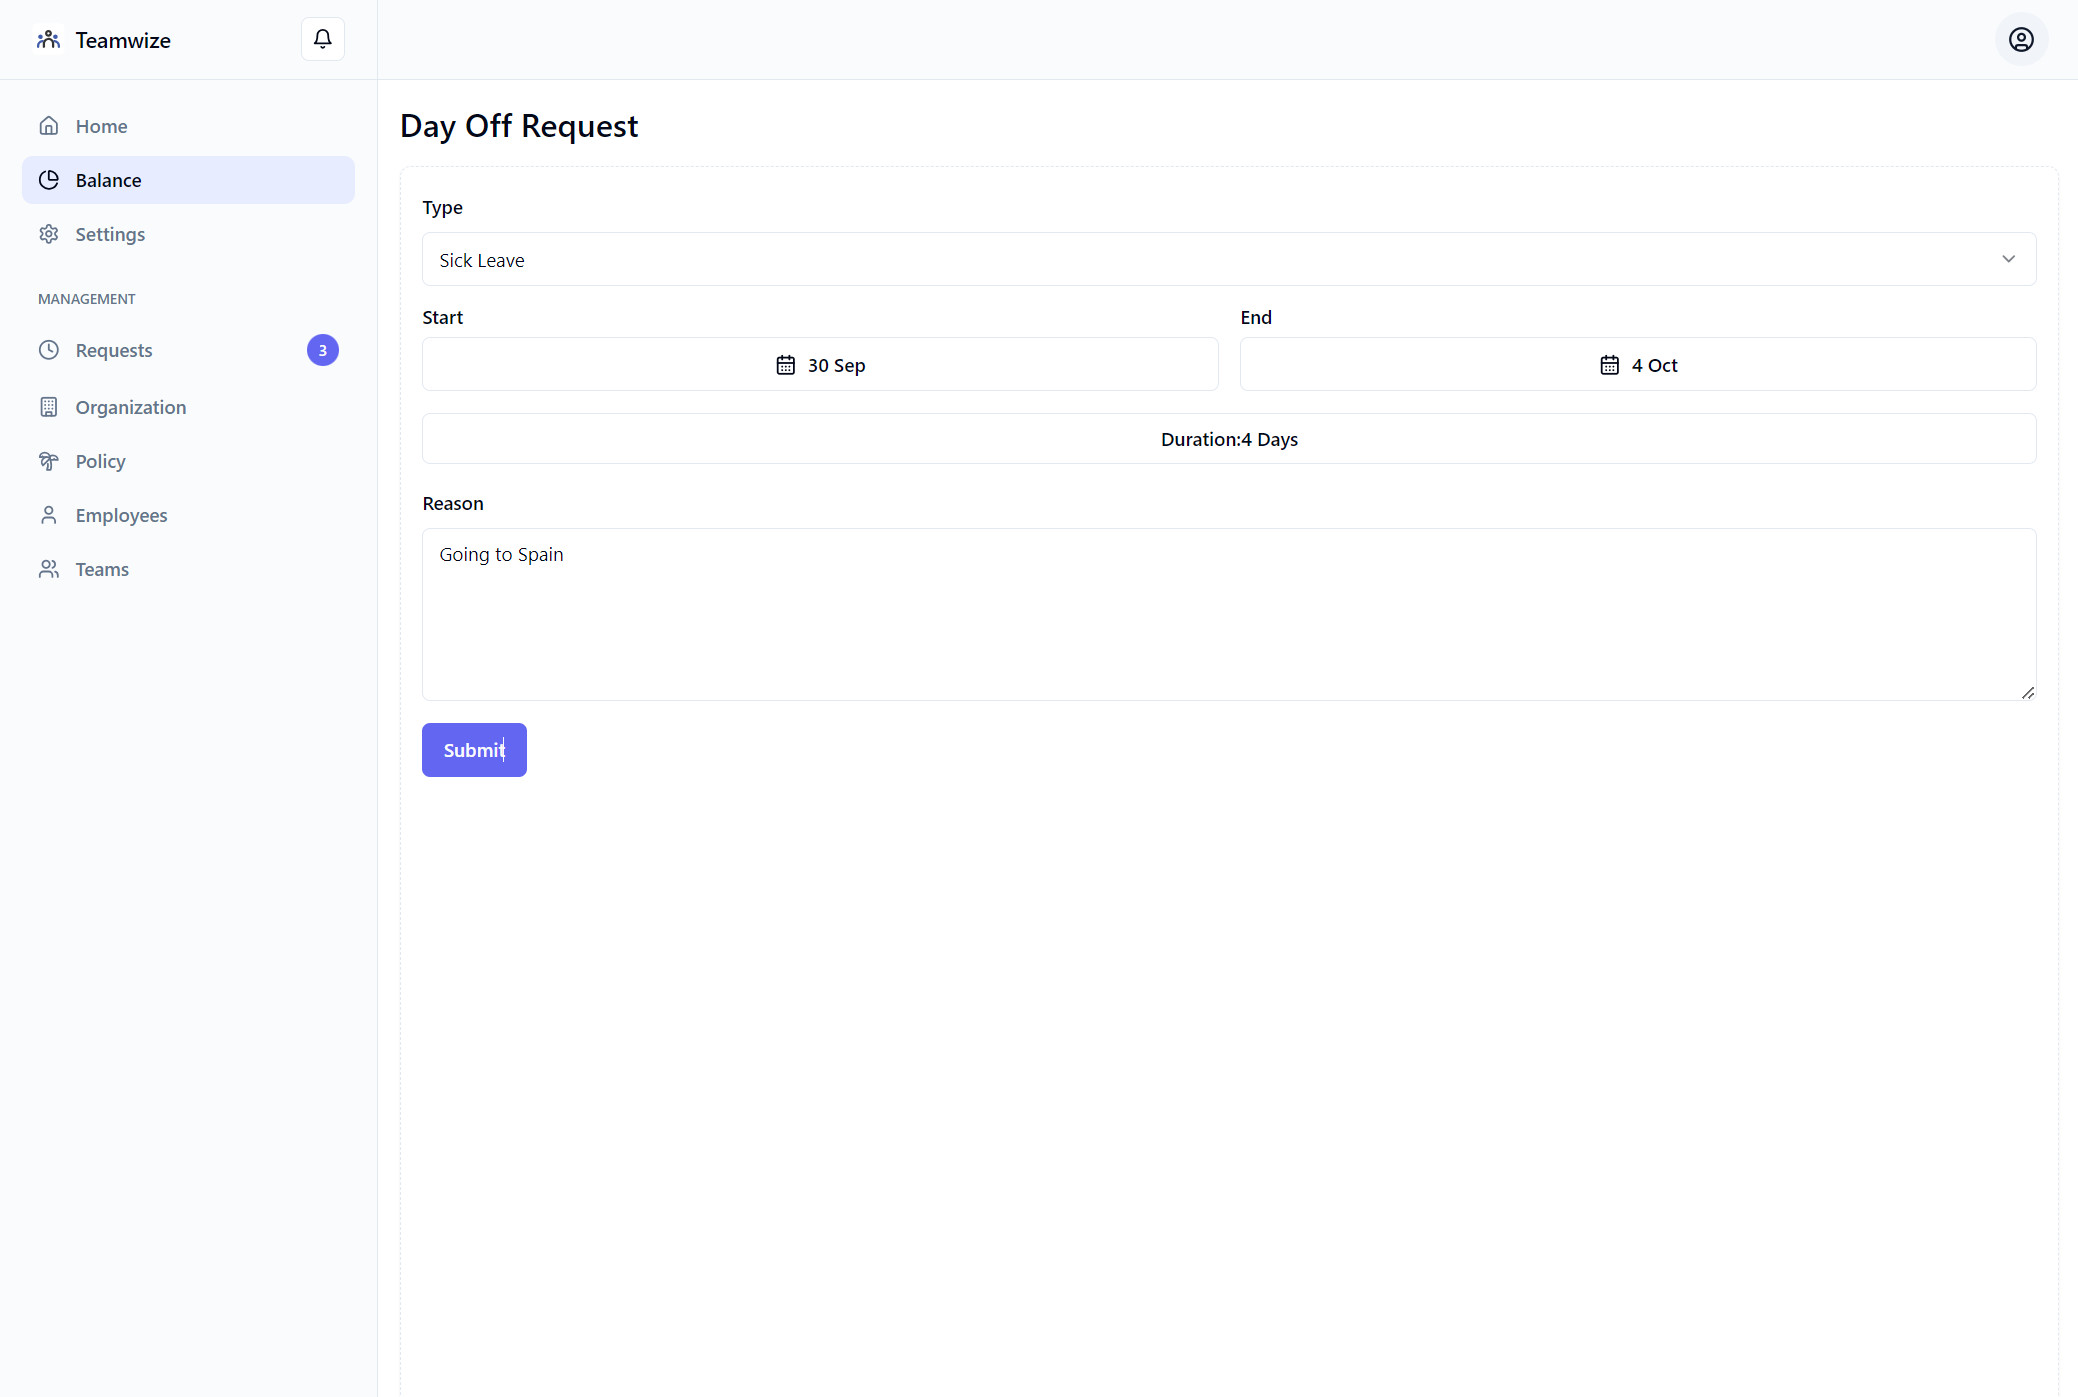 Teamwize
Home
Balance
Settings
MANAGEMENT
Requests 3
Organization
Policy
Employees
Teams
Day Off Request
Type
Sick Leave
Start End
30 Sep 4 Oct
Duration:4 Days
Reason
Going to Spain
Submit